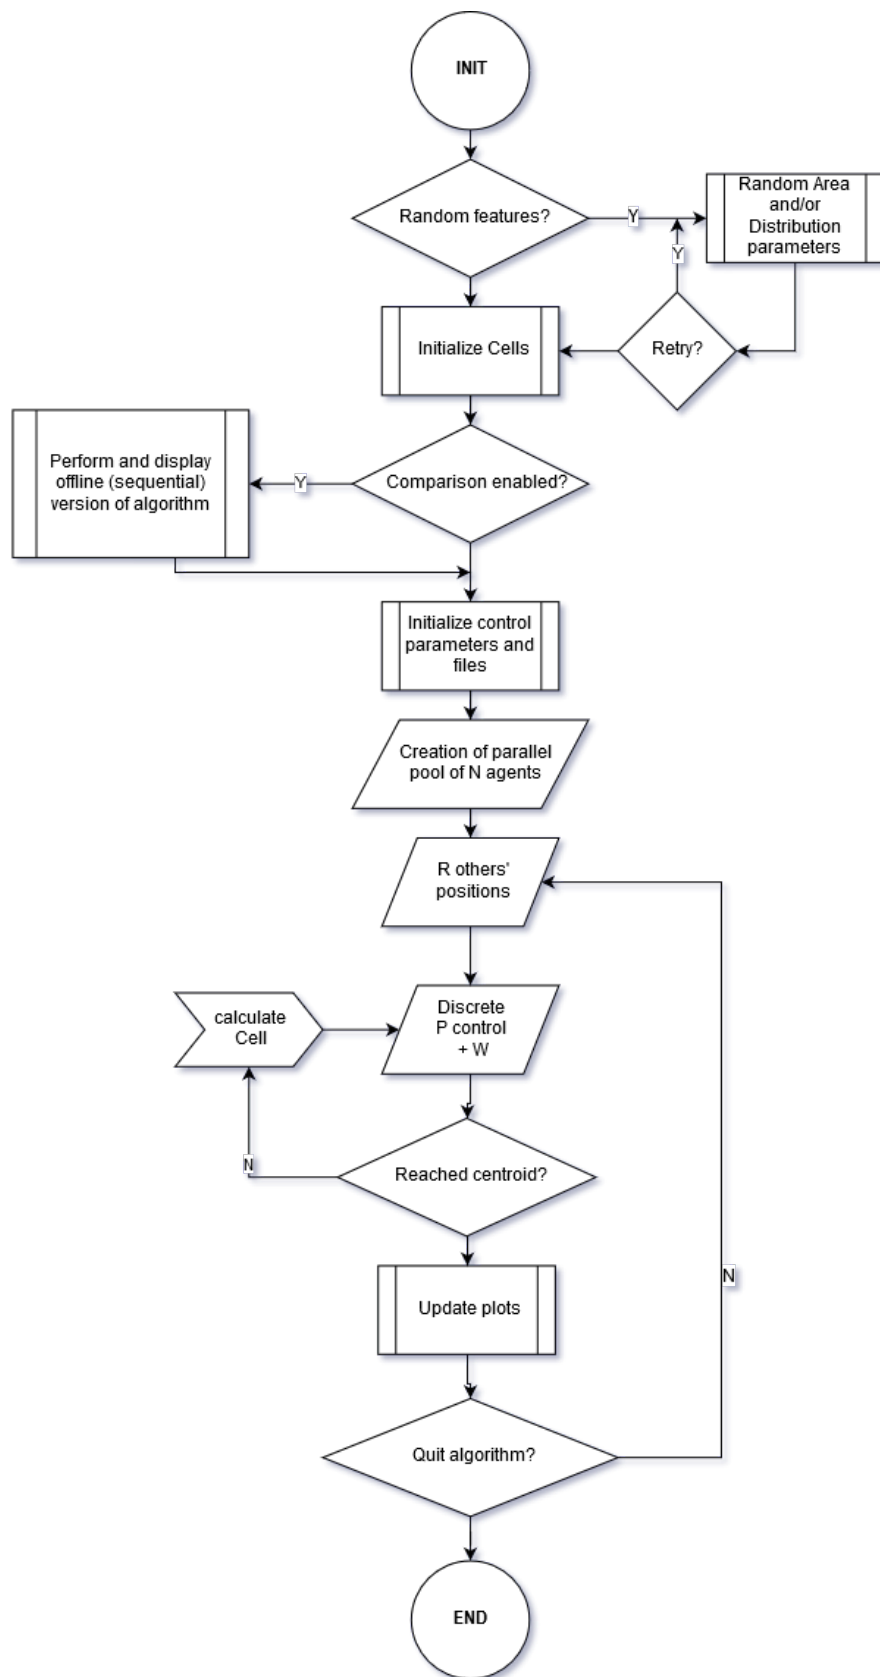 INIT
Random features?
Y
Random Area
and/or
Distribution
parameters
Y
Initialize Cells
Retry?
Perform and display
offline (sequential)
version of algorithm
Y
Comparison enabled?
Initialize control
parameters and
files
Creation of parallel
pool of N agents
R others'
positions
calculate
Cell
Discrete
P control
+ W
N
Reached centroid?
Update plots
N
Quit algorithm?
END